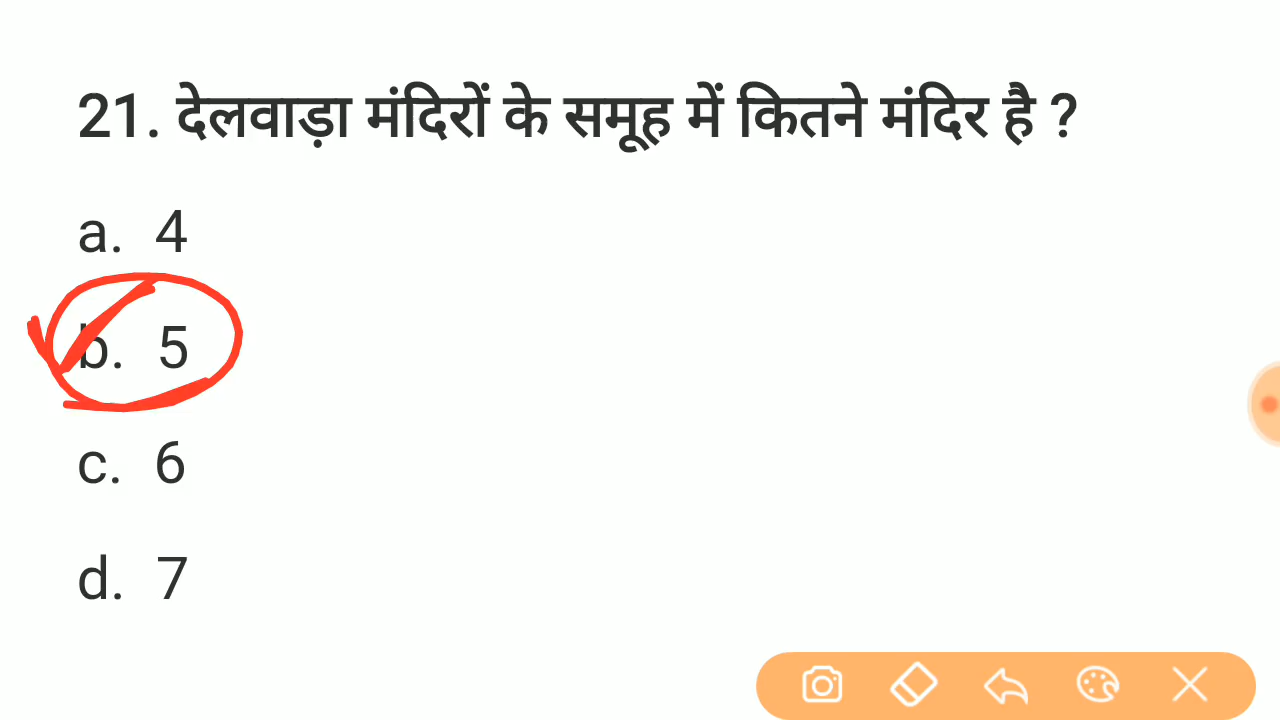 21. देलवाड़ा मंदिरों के समूह में कितने मंदिर है ?
a. 4
b. 5
c. 6
d. 7